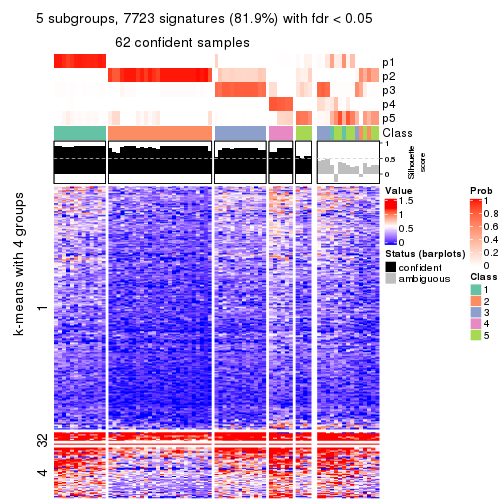 5 subgroups, 7723 signatures (81.9%) with fdr < 0.05
62 confident samples
p1
p2
p3
p4
p5
Class
1
0.5
0
Silhouette
score
k-means with 4 groups
1
32
4
Value
1.5
1
0.5
0
Status (barplots)
confident
ambiguous
Prob
1
0.8
0.6
0.4
0.2
0
Class
1
2
3
4
5